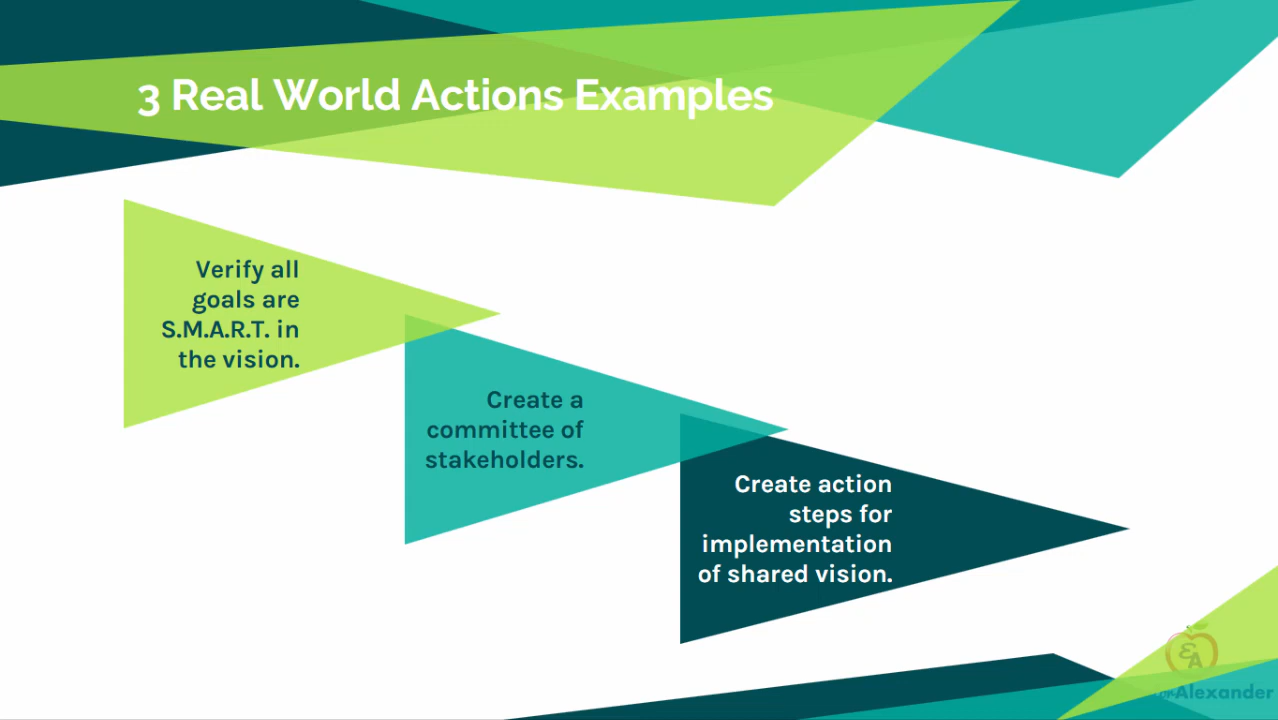 3 Real World Actions Examples
Verify all
goals are
S.M.A.R.T. in
the vision.
Create a
committee of
stakeholders.
Create action
steps for
implementation
of shared vision.
EA
Alexander